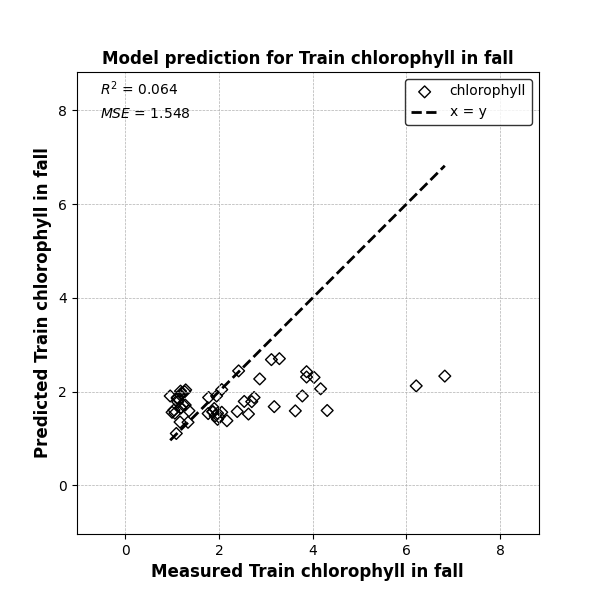 Model prediction for Train chlorophyll in fall
R² = 0.064
MSE = 1.548
chlorophyll
x = y
8
6
4
2
0
Predicted Train chlorophyll in fall
0 2 4 6 8
Measured Train chlorophyll in fall